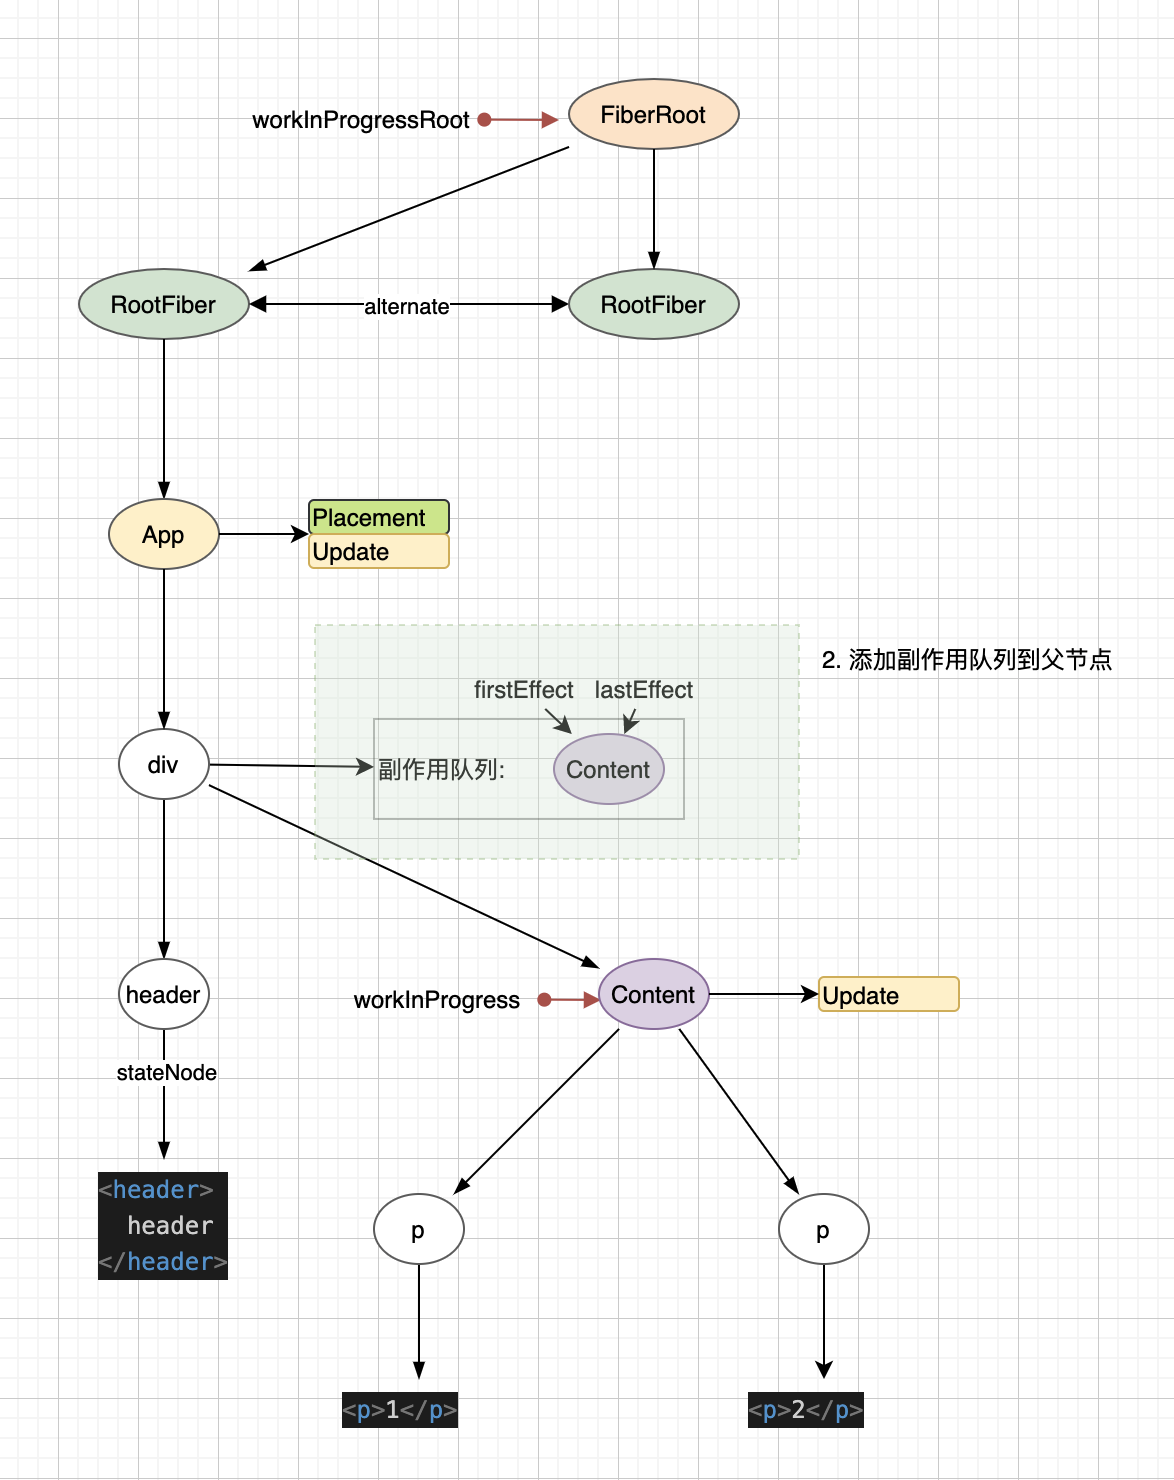 workInProgressRoot
FiberRoot
RootFiber
alternate
RootFiber
App
Placement
Update
2. 添加副作用队列到父节点
firstEffect
lastEffect
div
副作用队列:
Content
header
workInProgress
Content
Update
stateNode
<header>
header
</header>
p
p
<p>1</p>
<p>2</p>